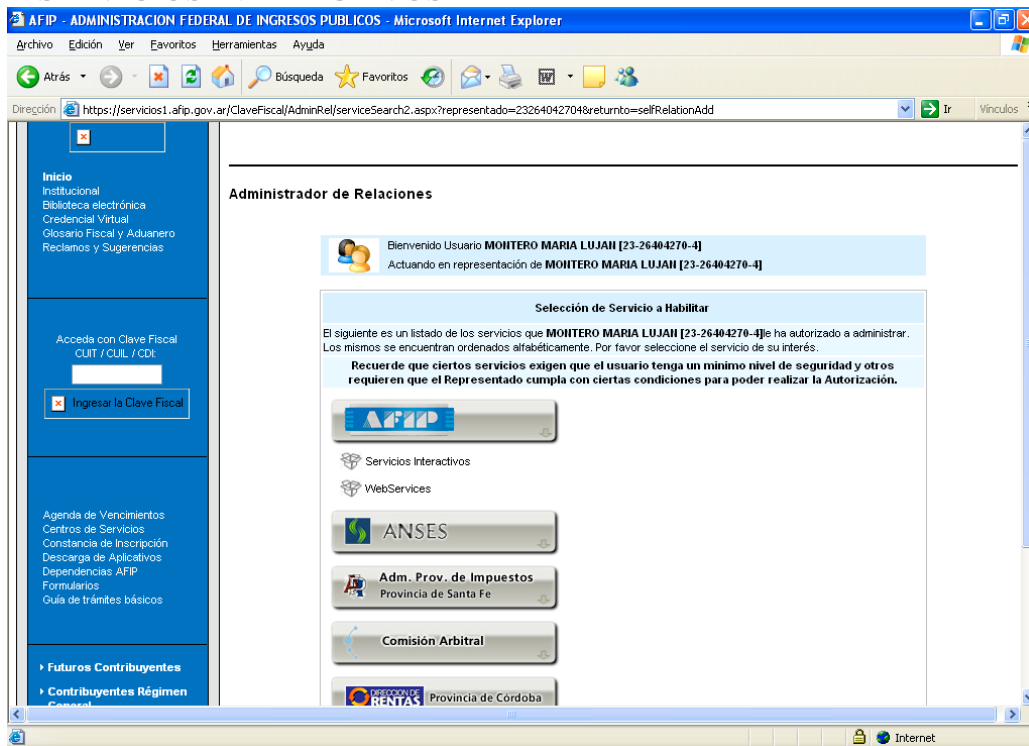 AFIP - ADMINISTRACION FEDERAL DE INGRESOS PUBLICOS - Microsoft Internet Explorer
Archivo Edición Ver Favoritos Herramientas Ayuda
Atrás Búsqueda Favoritos
Dirección https://servicios1.afip.gov.ar/ClaveFiscal/AdminRel/serviceSearch2.aspx?representado=23264042704&returnto=selfRelationAdd Ir Vínculos
Inicio
Institucional
Biblioteca electrónica
Credencial Virtual
Glosario Fiscal y Aduanero
Reclamos y Sugerencias
Acceda con Clave Fiscal
CUIT / CUIL / CDI:
Ingresar la Clave Fiscal
Agenda de Vencimientos
Centros de Servicios
Constancia de Inscripción
Descarga de Aplicativos
Dependencias AFIP
Formularios
Guía de trámites básicos
Futuros Contribuyentes
Contribuyentes Régimen
General
Administrador de Relaciones
Bienvenido Usuario MONTERO MARIA LUJAN [23-26404270-4]
Actuando en representación de MONTERO MARIA LUJAN [23-26404270-4]
Selección de Servicio a Habilitar
El siguiente es un listado de los servicios que MONTERO MARIA LUJAN [23-26404270-4]le ha autorizado a administrar.
Los mismos se encuentran ordenados alfabéticamente. Por favor seleccione el servicio de su interés.
Recuerde que ciertos servicios exigen que el usuario tenga un minimo nivel de seguridad y otros
requieren que el Representado cumpla con ciertas condiciones para poder realizar la Autorización.
AFIP
Servicios Interactivos
WebServices
ANSES
Adm. Prov. de Impuestos
Provincia de Santa Fe
Comisión Arbitral
DIRECCION DE
RENTAS Provincia de Córdoba
Internet